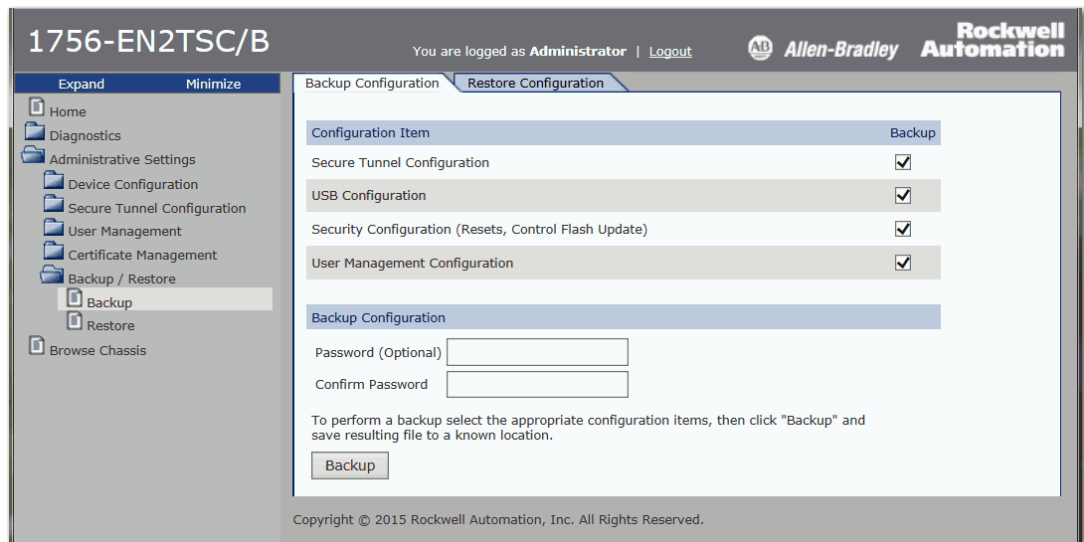 1756-EN2TSC/B
You are logged as Administrator | Logout
AB Allen-Bradley
Rockwell
Automation
Expand Minimize
Home
Diagnostics
Administrative Settings
Device Configuration
Secure Tunnel Configuration
User Management
Certificate Management
Backup / Restore
Backup
Restore
Browse Chassis
Backup Configuration Restore Configuration
Configuration Item Backup
Secure Tunnel Configuration
USB Configuration
Security Configuration (Resets, Control Flash Update)
User Management Configuration
Backup Configuration
Password (Optional)
Confirm Password
To perform a backup select the appropriate configuration items, then click "Backup" and
save resulting file to a known location.
Backup
Copyright © 2015 Rockwell Automation, Inc. All Rights Reserved.